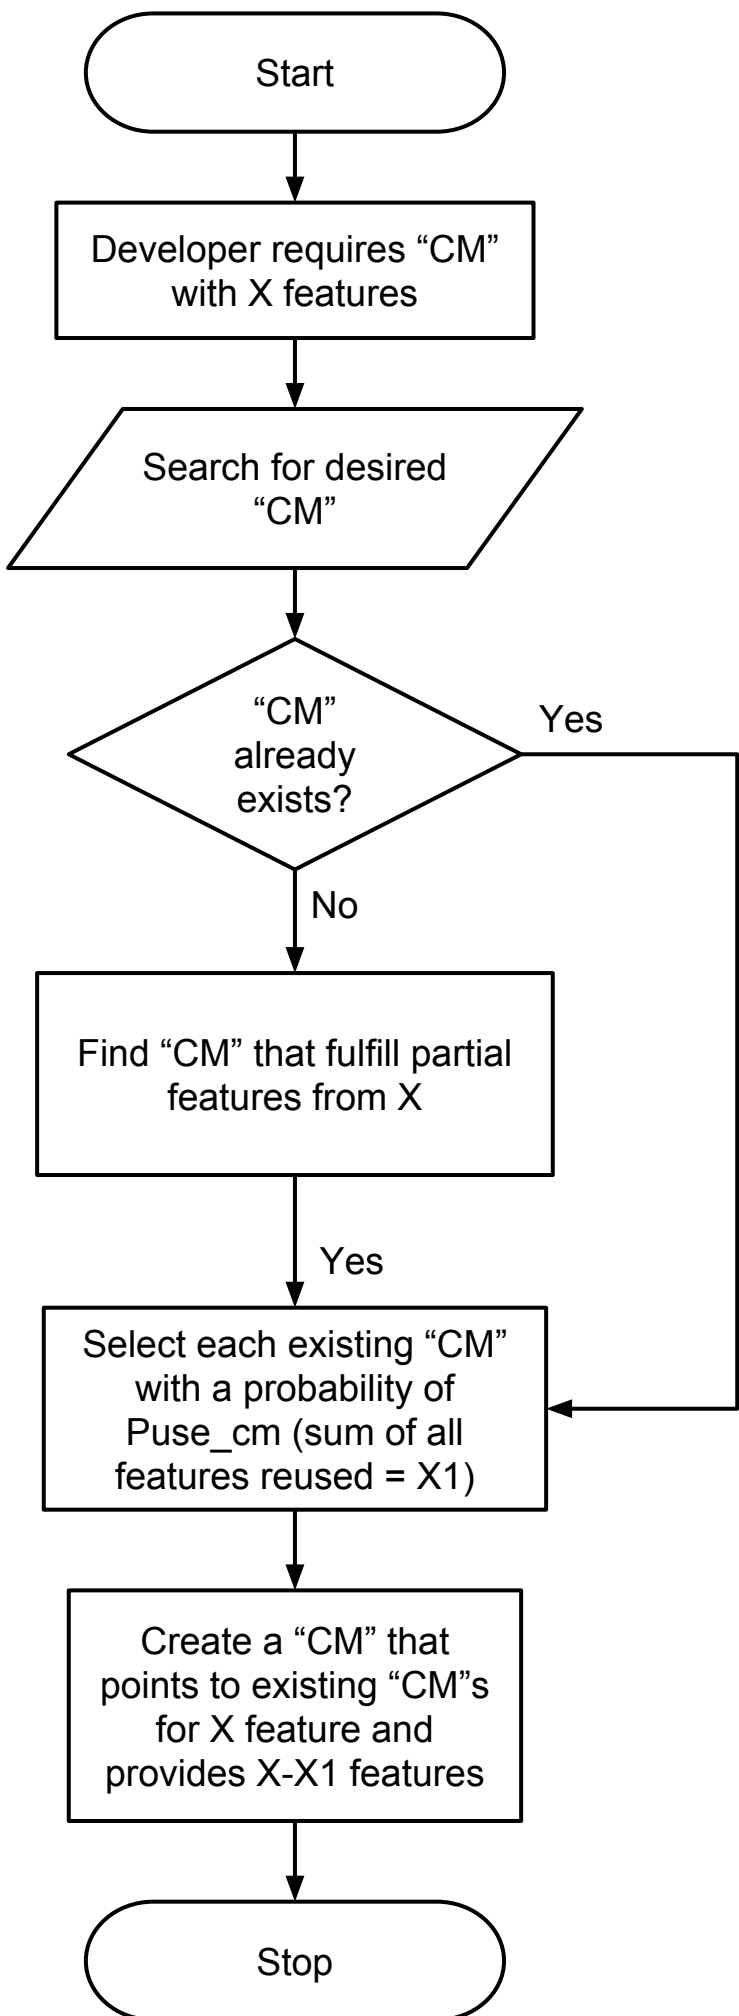 Start
Developer requires “CM”
with X features
Search for desired
“CM”
“CM”
already
exists?
Yes
No
Find “CM” that fulfill partial
features from X
Yes
Select each existing “CM”
with a probability of
Puse_cm (sum of all
features reused = X1)
Create a “CM” that
points to existing “CM”s
for X feature and
provides X-X1 features
Stop